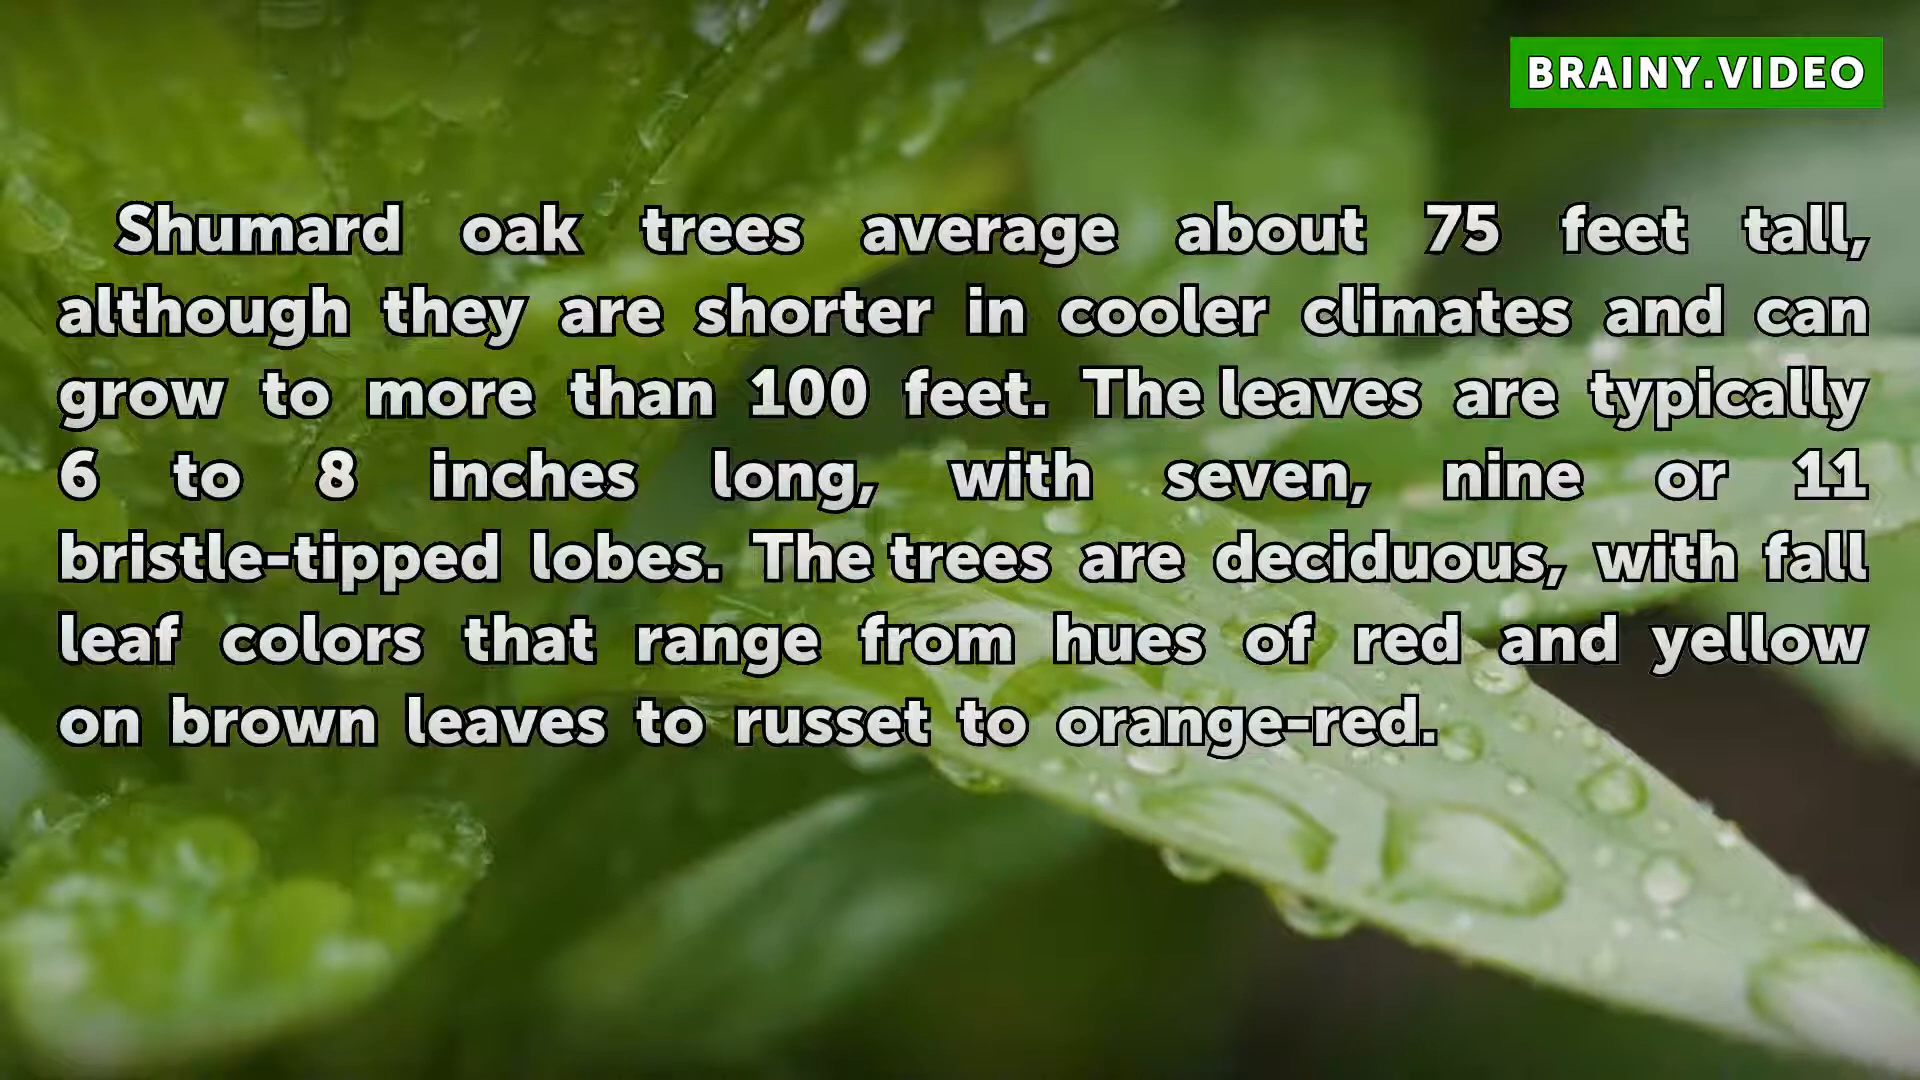 BRAINY.VIDEO
Shumard oak trees average about 75 feet tall,
although they are shorter in cooler climates and can
grow to more than 100 feet. The leaves are typically
6 to 8 inches long, with seven, nine or 11
bristle-tipped lobes. The trees are deciduous, with fall
leaf colors that range from hues of red and yellow
on brown leaves to russet to orange-red.